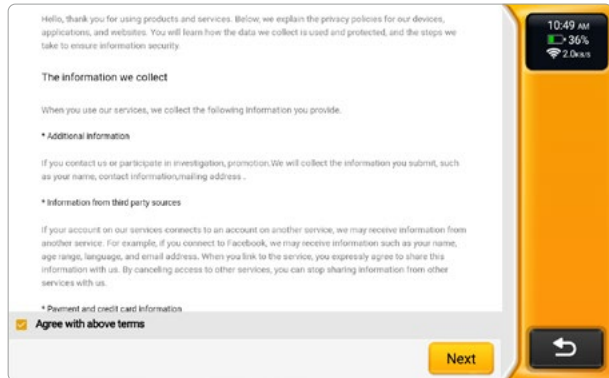 Hello, thank you for using products and services. Below, we explain the privacy policies for our devices,
applications, and websites. You will learn how the data we collect is used and protected, and the steps we
take to ensure information security
The information we collect
When you use our services, we collect the following information you provide.
* Additional information
If you contact us or participate in investigation, promotion.We will collect the information you submit, such
as your name, contact information,mailing address .
* Information from third party sources
If your account on our services connects to an account on another service, we may receive information from
another service. For example, if you connect to Facebook, we may receive information such as your name,
age range, language, and email address. When you link to the service, you expressly agree to share this
information with us. By canceling access to other services, you can stop sharing information from other
services with us.
* Payment and credit card information
Agree with above terms
Next
10:49 AM
36%
2.0KB/S